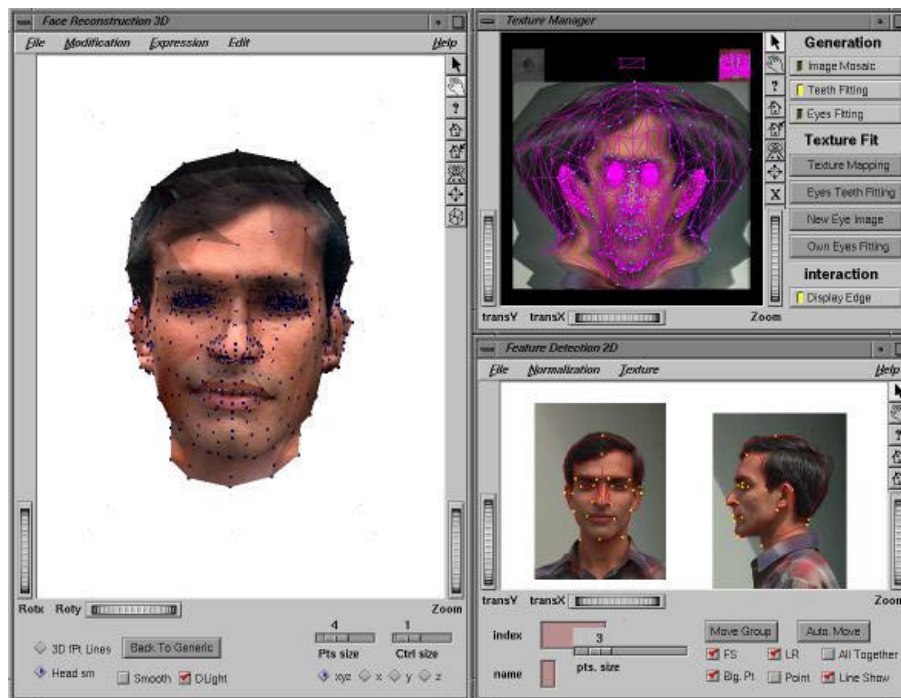 Face Reconstruction 3D
File Modification Expression Edit Help
?
Rotx Roty Zoom
3D fPt Lines
Back To Generic
4
Pts size
1
Ctrl size
Head sm
Smooth
D-Light
xyz x y z
Texture Manager
?
X
Generation
Image Mosaic
Teeth Fitting
Eyes Fitting
Texture Fit
Texture Mapping
Eyes Teeth Fitting
New Eye Image
Own Eyes Fitting
interaction
Display Edge
transY transX Zoom
Feature Detection 2D
File Normalization Texture Help
?
transY transX Zoom
index
3
pts. size
name
Move Group
Auto. Move
FS LR All Together
Big. Pt Point Line Show